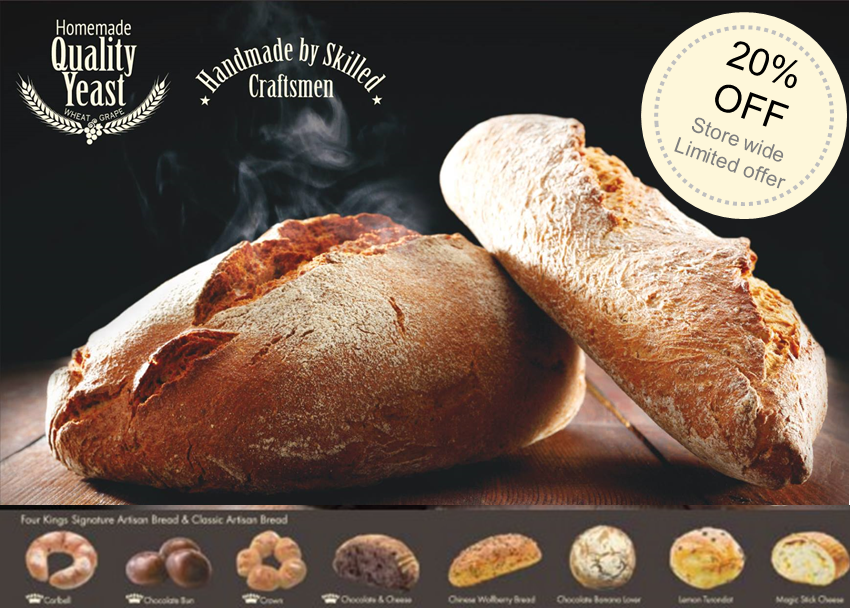 Homemade
Quality
Yeast
WHEAT GRAPE
Handmade by Skilled
Craftsmen
20%
OFF
Store wide
Limited offer
Four Kings Signature Artisan Bread & Classic Artisan Bread
Carlbell
Chocolate Bun
Crown
Chocolate & Cheese
Chinese Wolfberry Bread
Chocolate Banana Lover
Lemon Turandot
Magic Stick Cheese